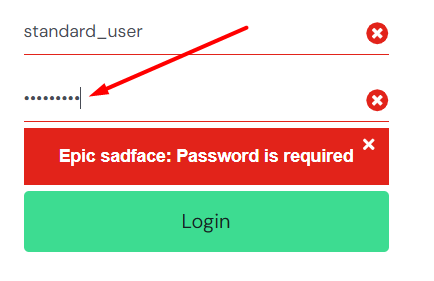 standard_user
•••••••••
Epic sadface: Password is required
Login